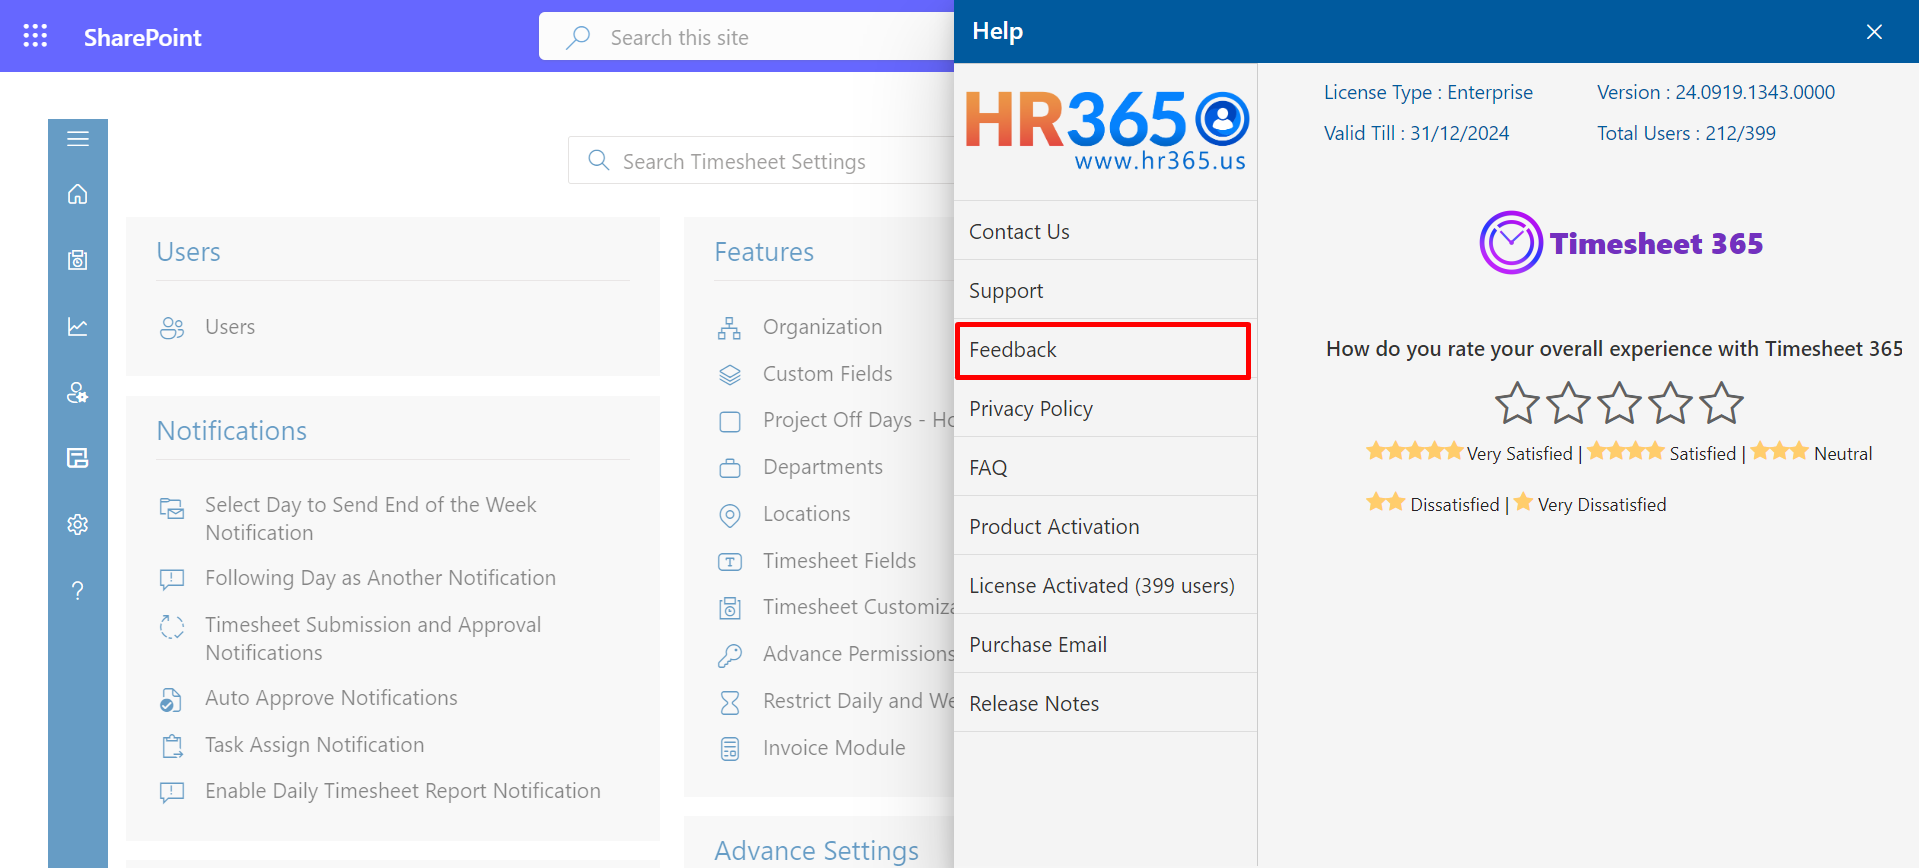 SharePoint
Search this site
Help
HR365
www.hr365.us
License Type : Enterprise
Version : 24.0919.1343.0000
Valid Till : 31/12/2024
Total Users : 212/399
Search Timesheet Settings
Users
Users
Notifications
Select Day to Send End of the Week
Notification
Following Day as Another Notification
Timesheet Submission and Approval
Notifications
Auto Approve Notifications
Task Assign Notification
Enable Daily Timesheet Report Notification
Features
Organization
Custom Fields
Project Off Days - Ho
Departments
Locations
Timesheet Fields
Timesheet Customiza
Advance Permissions
Restrict Daily and We
Invoice Module
Advance Settings
Contact Us
Support
Feedback
Privacy Policy
FAQ
Product Activation
License Activated (399 users)
Purchase Email
Release Notes
Timesheet 365
How do you rate your overall experience with Timesheet 365
Very Satisfied | Satisfied | Neutral
Dissatisfied | Very Dissatisfied